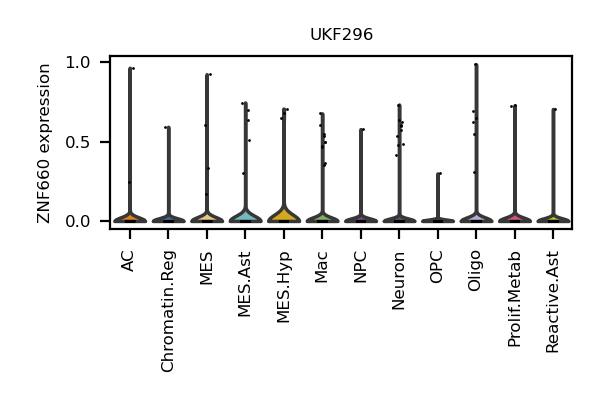 UKF296
ZNF660 expression
1.0
0.5
0.0
AC
Chromatin.Reg
MES
MES.Ast
MES.Hyp
Mac
NPC
Neuron
OPC
Oligo
Prolif.Metab
Reactive.Ast